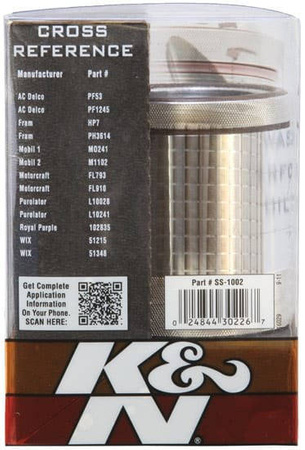 CROSS
REFERENCE
Manufacturer Part #
AC Delco PF53
AC Delco PF1245
Fram HP7
Fram PH3614
Mobil 1 MO241
Mobil 2 M1102
Motorcraft FL793
Motorcraft FL910
Purolator L10028
Purolator L10241
Royal Purple 102835
WIX 51215
WIX 51348
Get Complete
Application
Information
On Your Phone.
SCAN HERE:
Part # SS-1002
0 24844 30226 7
K&N